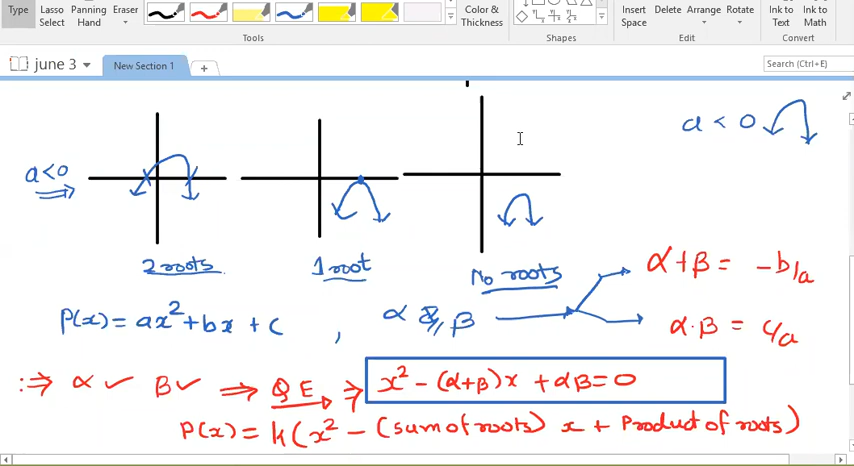 Type
Lasso Select
Panning Hand
Eraser
Color & Thickness
Insert Space
Delete
Arrange
Rotate
Ink to Text
Ink to Math
Tools
Shapes
Edit
Convert
june 3
New Section 1
Search (Ctrl+E)
a < 0
a<0
2 roots
1 root
No roots
α+β = -b/a
P(x) = ax²+bx + c , α & β
α·β = c/a
:⇒ α ✓ β ✓ ⇒ QE ⇒ x² - (α+β)x + αβ = 0
P(x) = k(x² - (sum of roots) x + Product of roots)